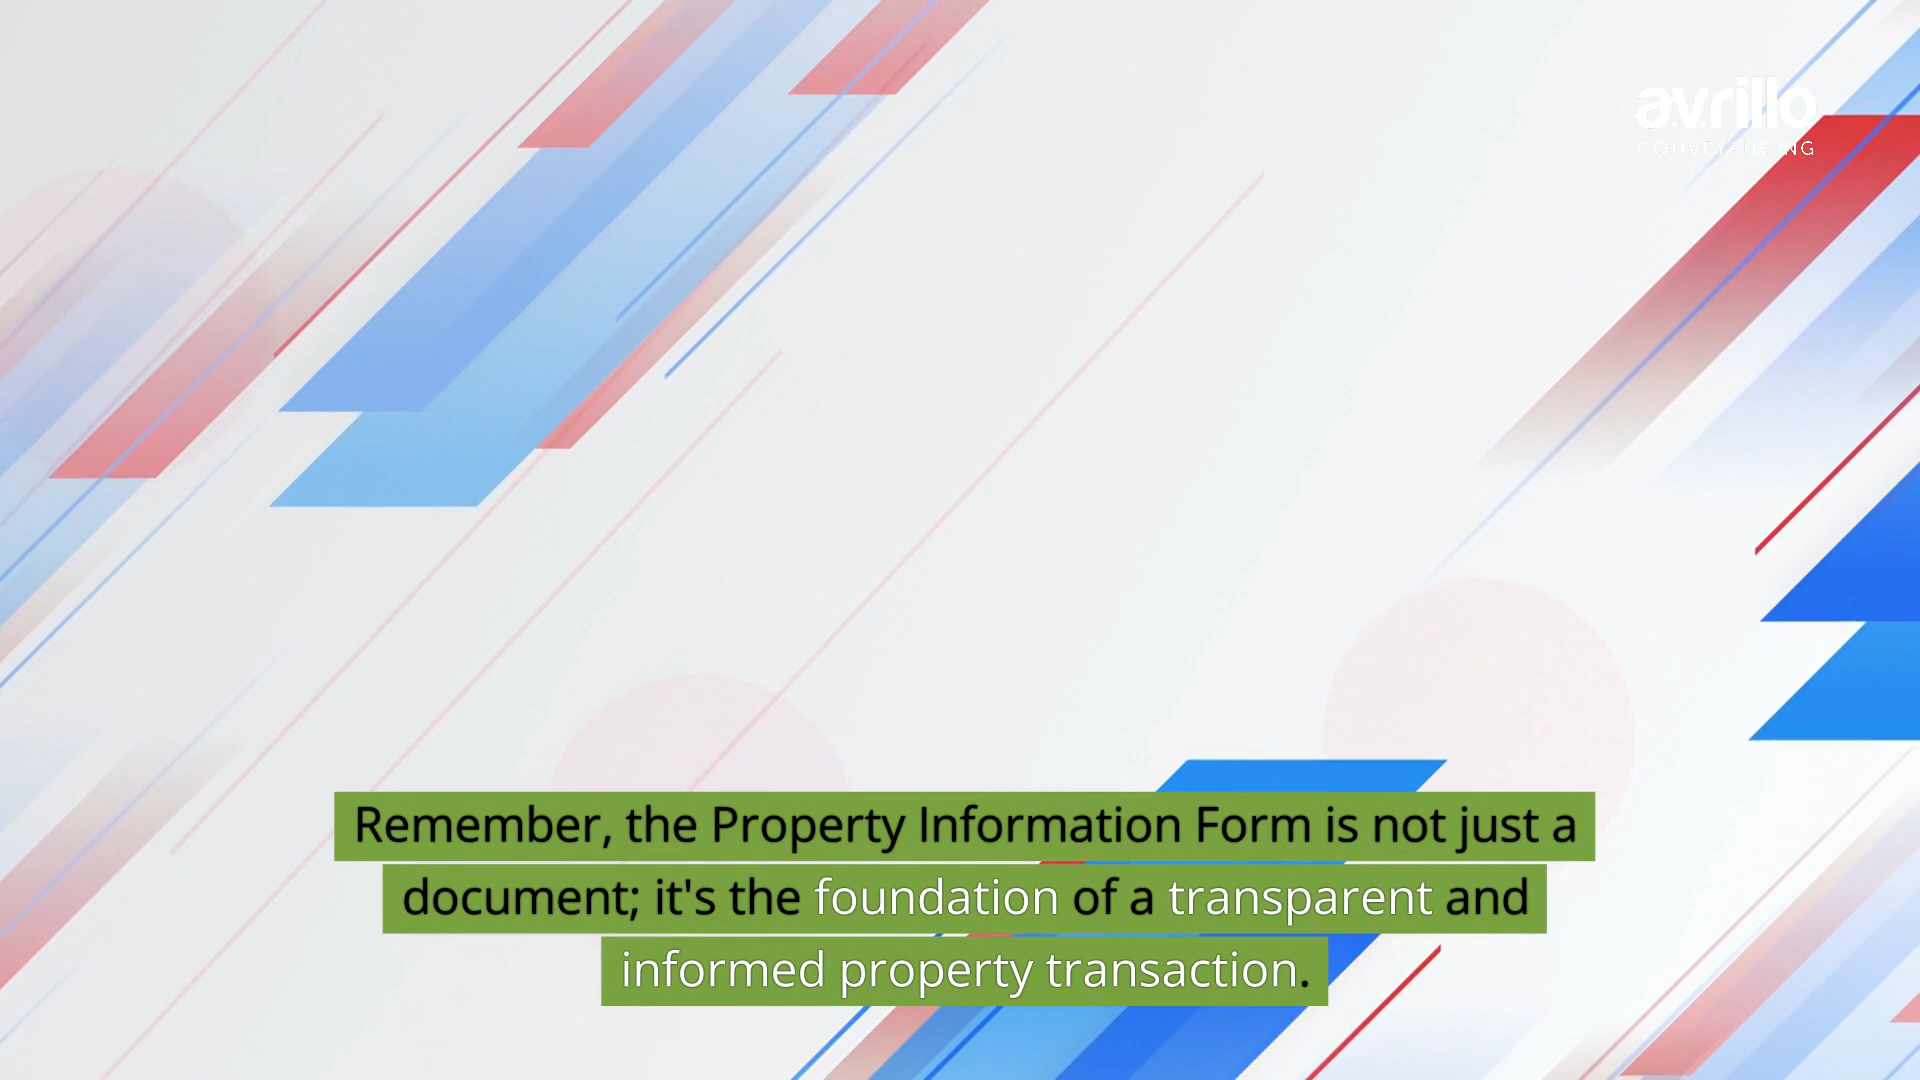 avrillo
CONVEYANCING
Remember, the Property Information Form is not just a
document; it's the foundation of a transparent and
informed property transaction.